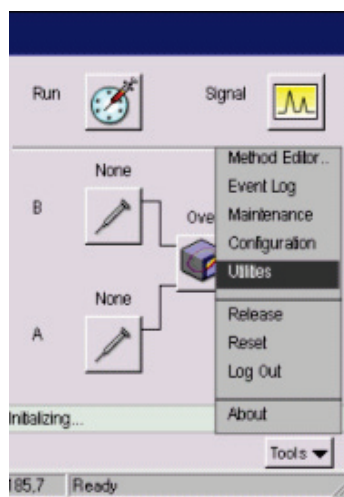 Run Signal
None
B
Ove
None
A
Method Editor..
Event Log
Maintenance
Configuration
Utilities
Release
Reset
Log Out
About
Initializing...
Tools
185,7 Ready